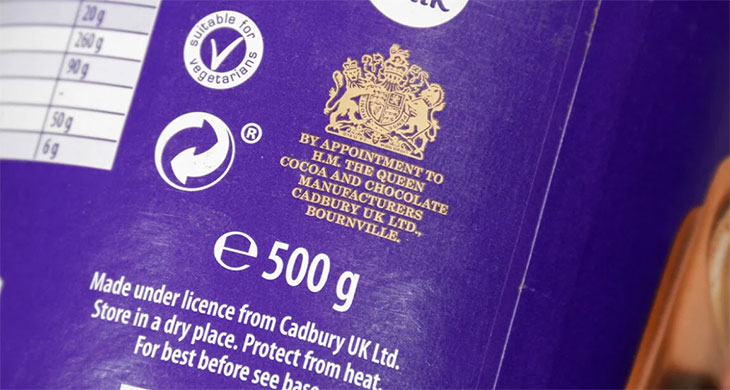 20 g
260 g
90 g
-
50 g
6 g
suitable for
vegetarians
®
BY APPOINTMENT TO
H.M. THE QUEEN
COCOA AND CHOCOLATE
MANUFACTURERS
CADBURY UK LTD.,
BOURNVILLE.
℮ 500 g
Made under licence from Cadbury UK Ltd.
Store in a dry place. Protect from heat.
For best before see